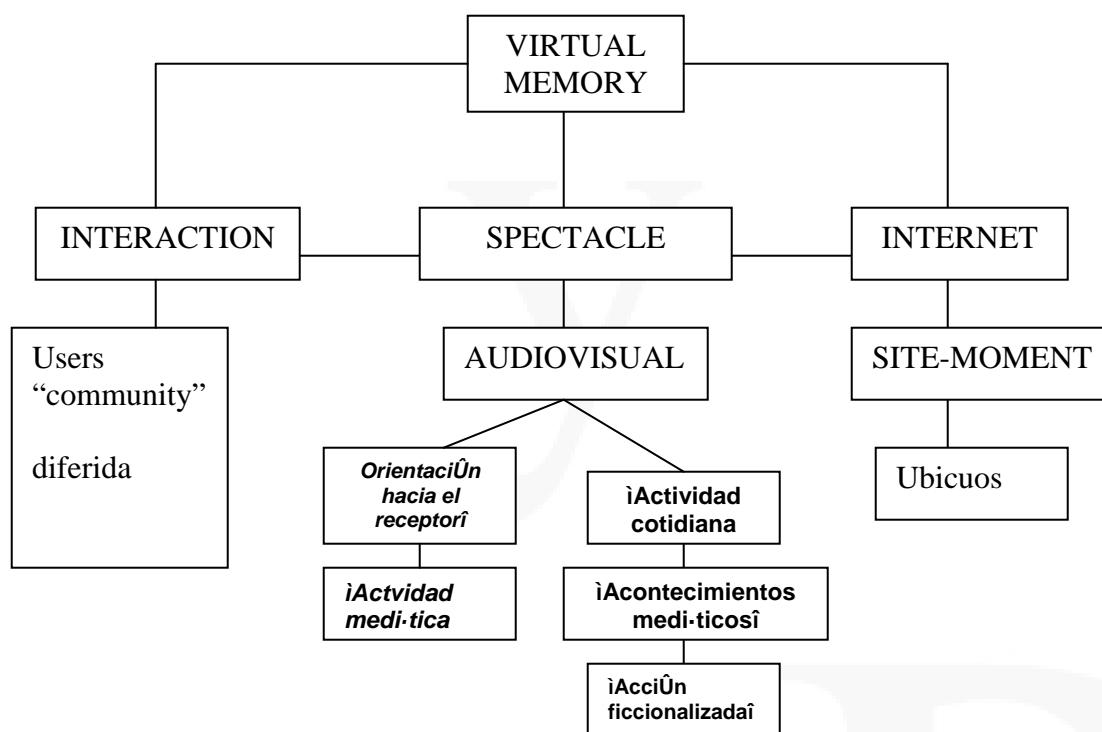 VIRTUAL
MEMORY
INTERACTION
SPECTACLE
INTERNET
Users
“community”
diferida
AUDIOVISUAL
SITE-MOMENT
OrientaciÛn
hacia el
receptorî
ìActividad
cotidiana
Ubicuos
ìActvidad
medi·tica
ìAcontecimientos
medi·ticosî
ìAcciÛn
ficcionalizadaî